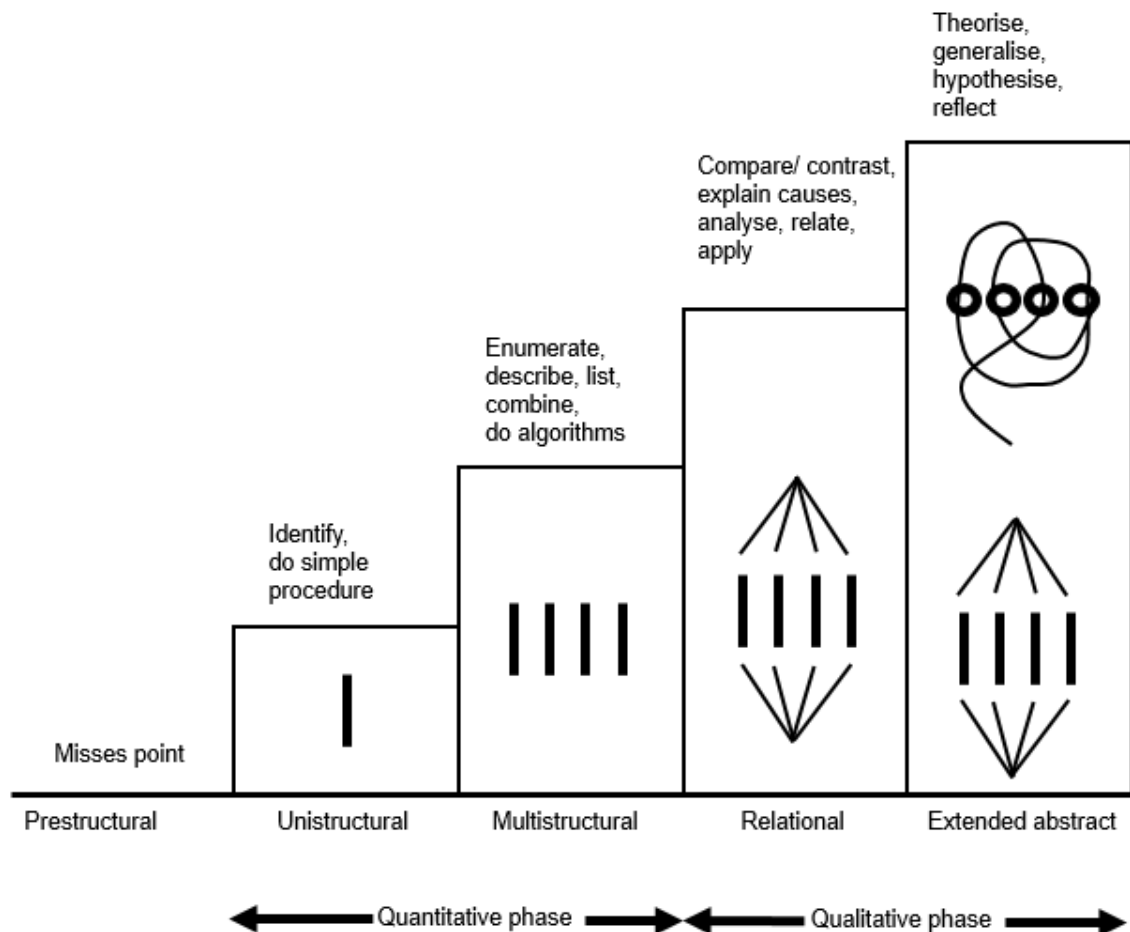 Theorise,
generalise,
hypothesise,
reflect
Compare/ contrast,
explain causes,
analyse, relate,
apply
Enumerate,
describe, list,
combine,
do algorithms
Identify,
do simple
procedure
Misses point
Prestructural
Unistructural
Multistructural
Relational
Extended abstract
Quantitative phase
Qualitative phase